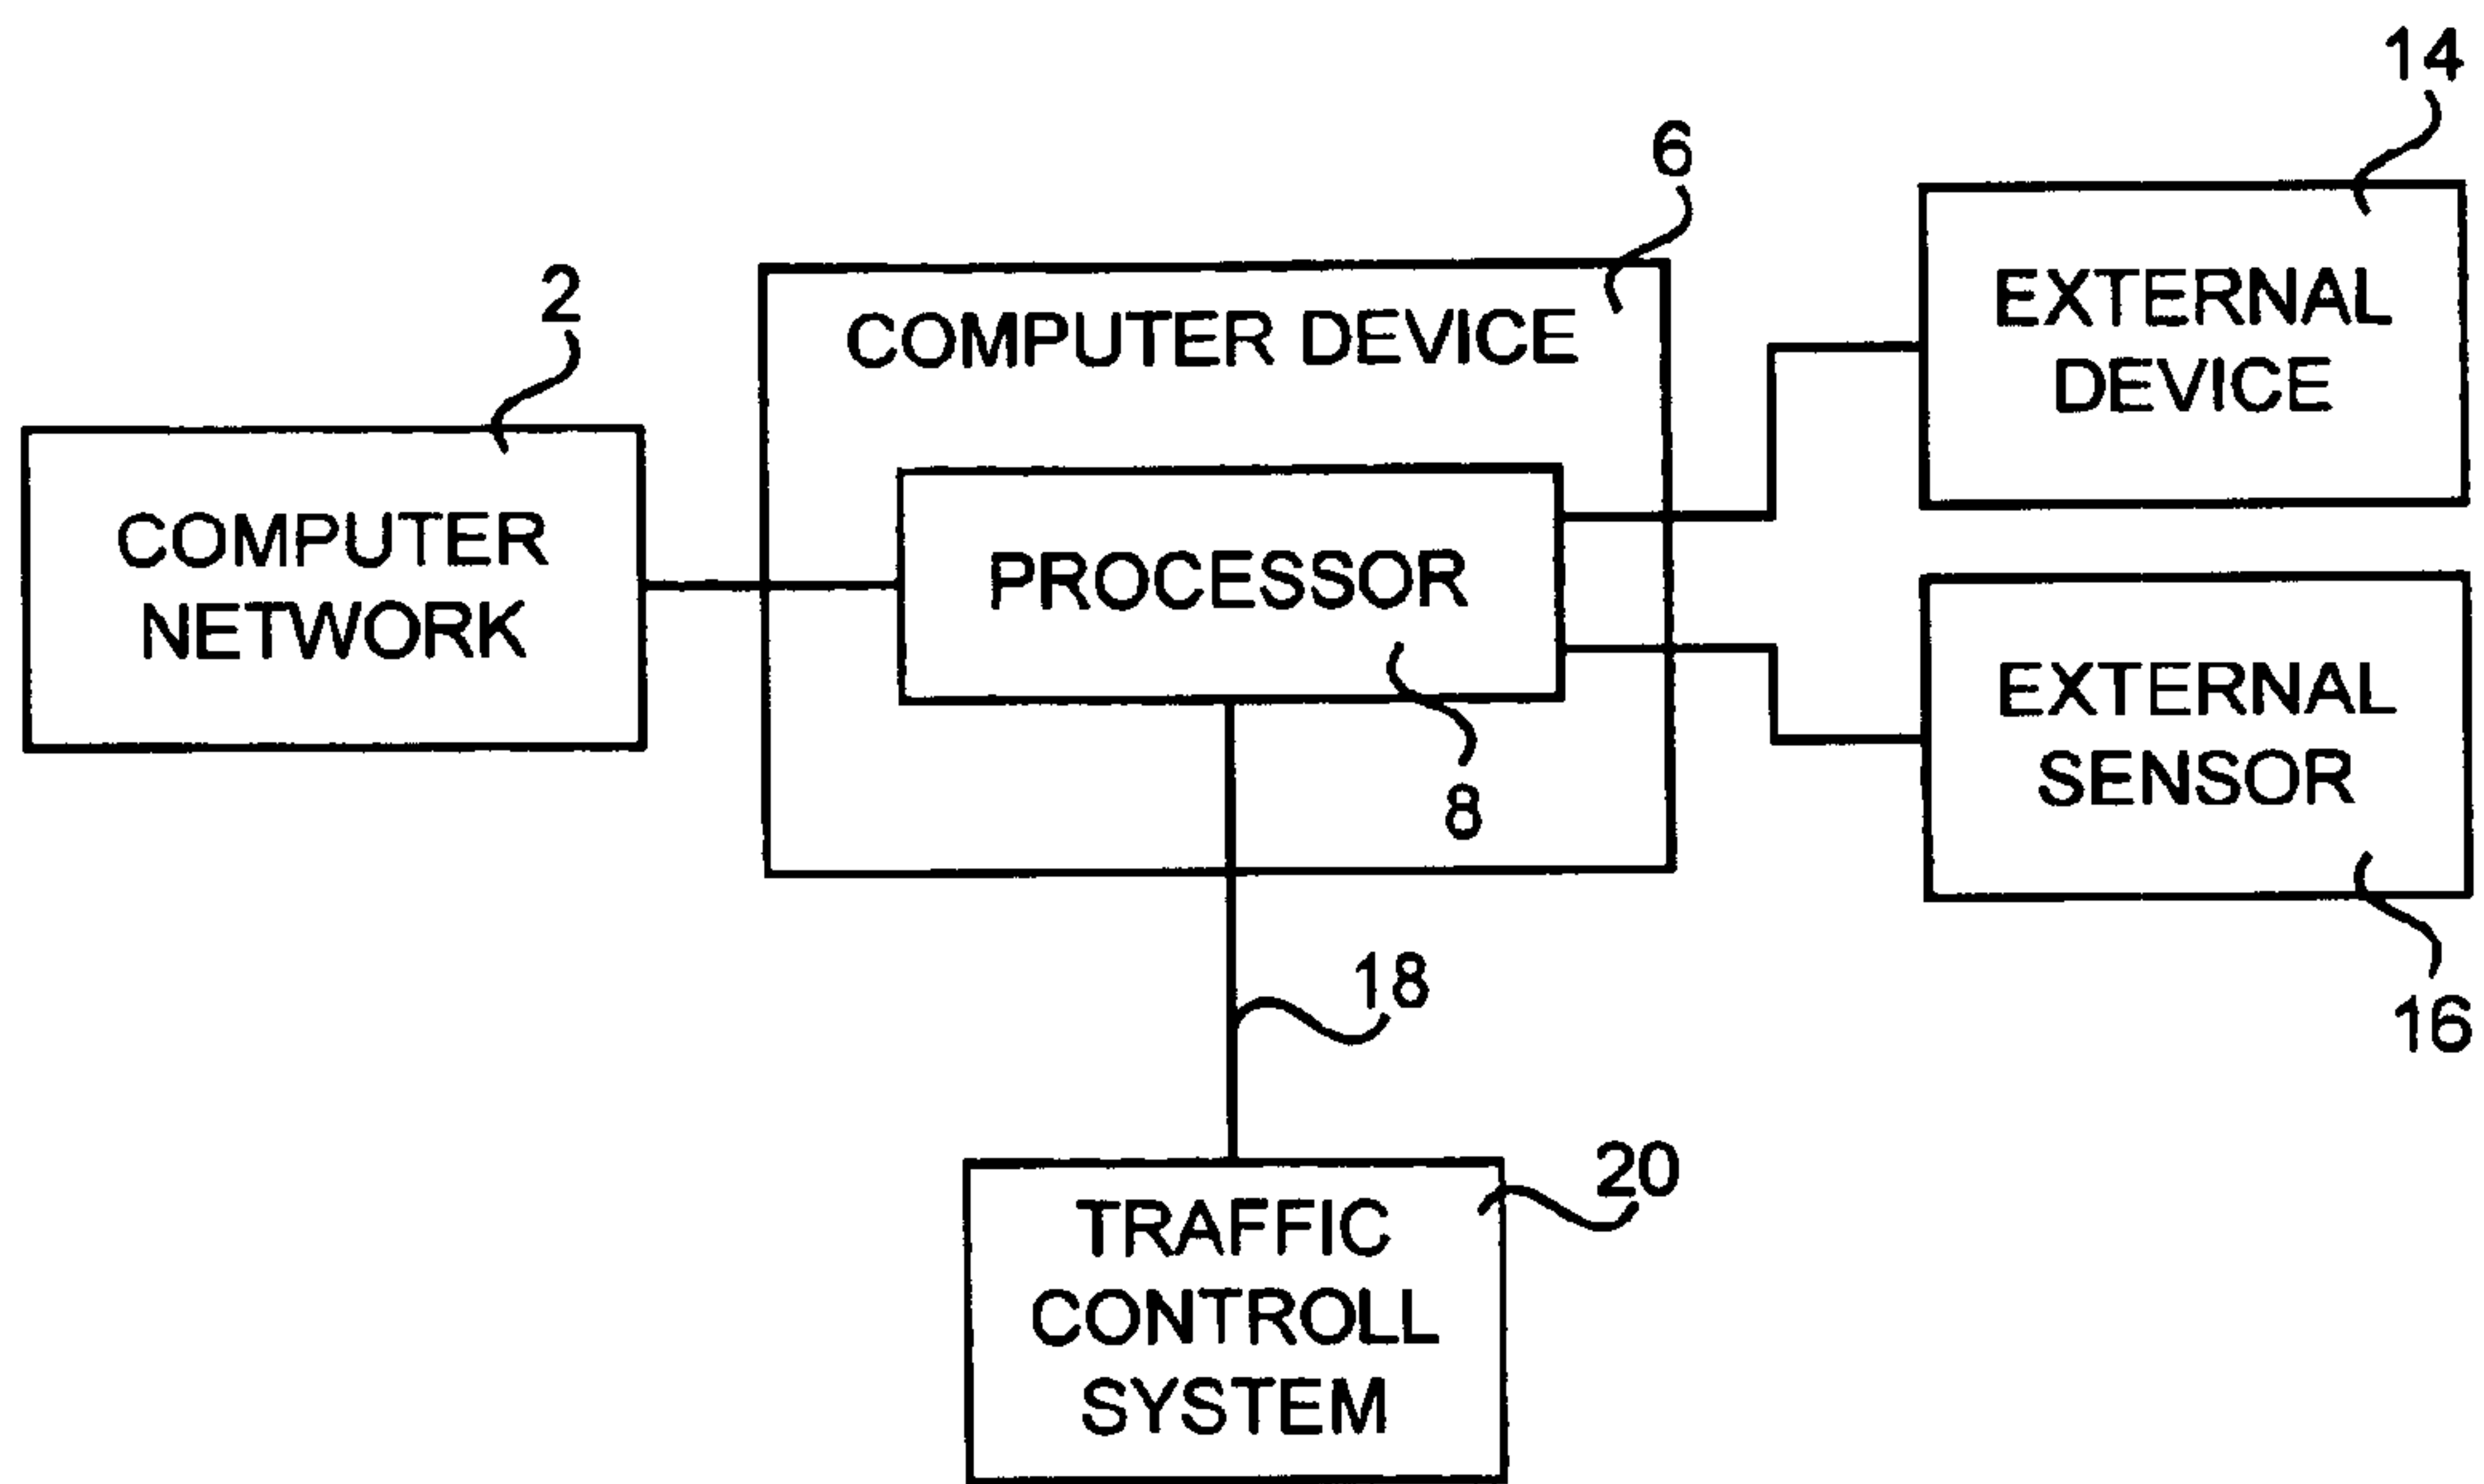 14
6
2
COMPUTER DEVICE
EXTERNAL
DEVICE
COMPUTER
NETWORK
PROCESSOR
8
EXTERNAL
SENSOR
16
18
20
TRAFFIC
CONTROLL
SYSTEM